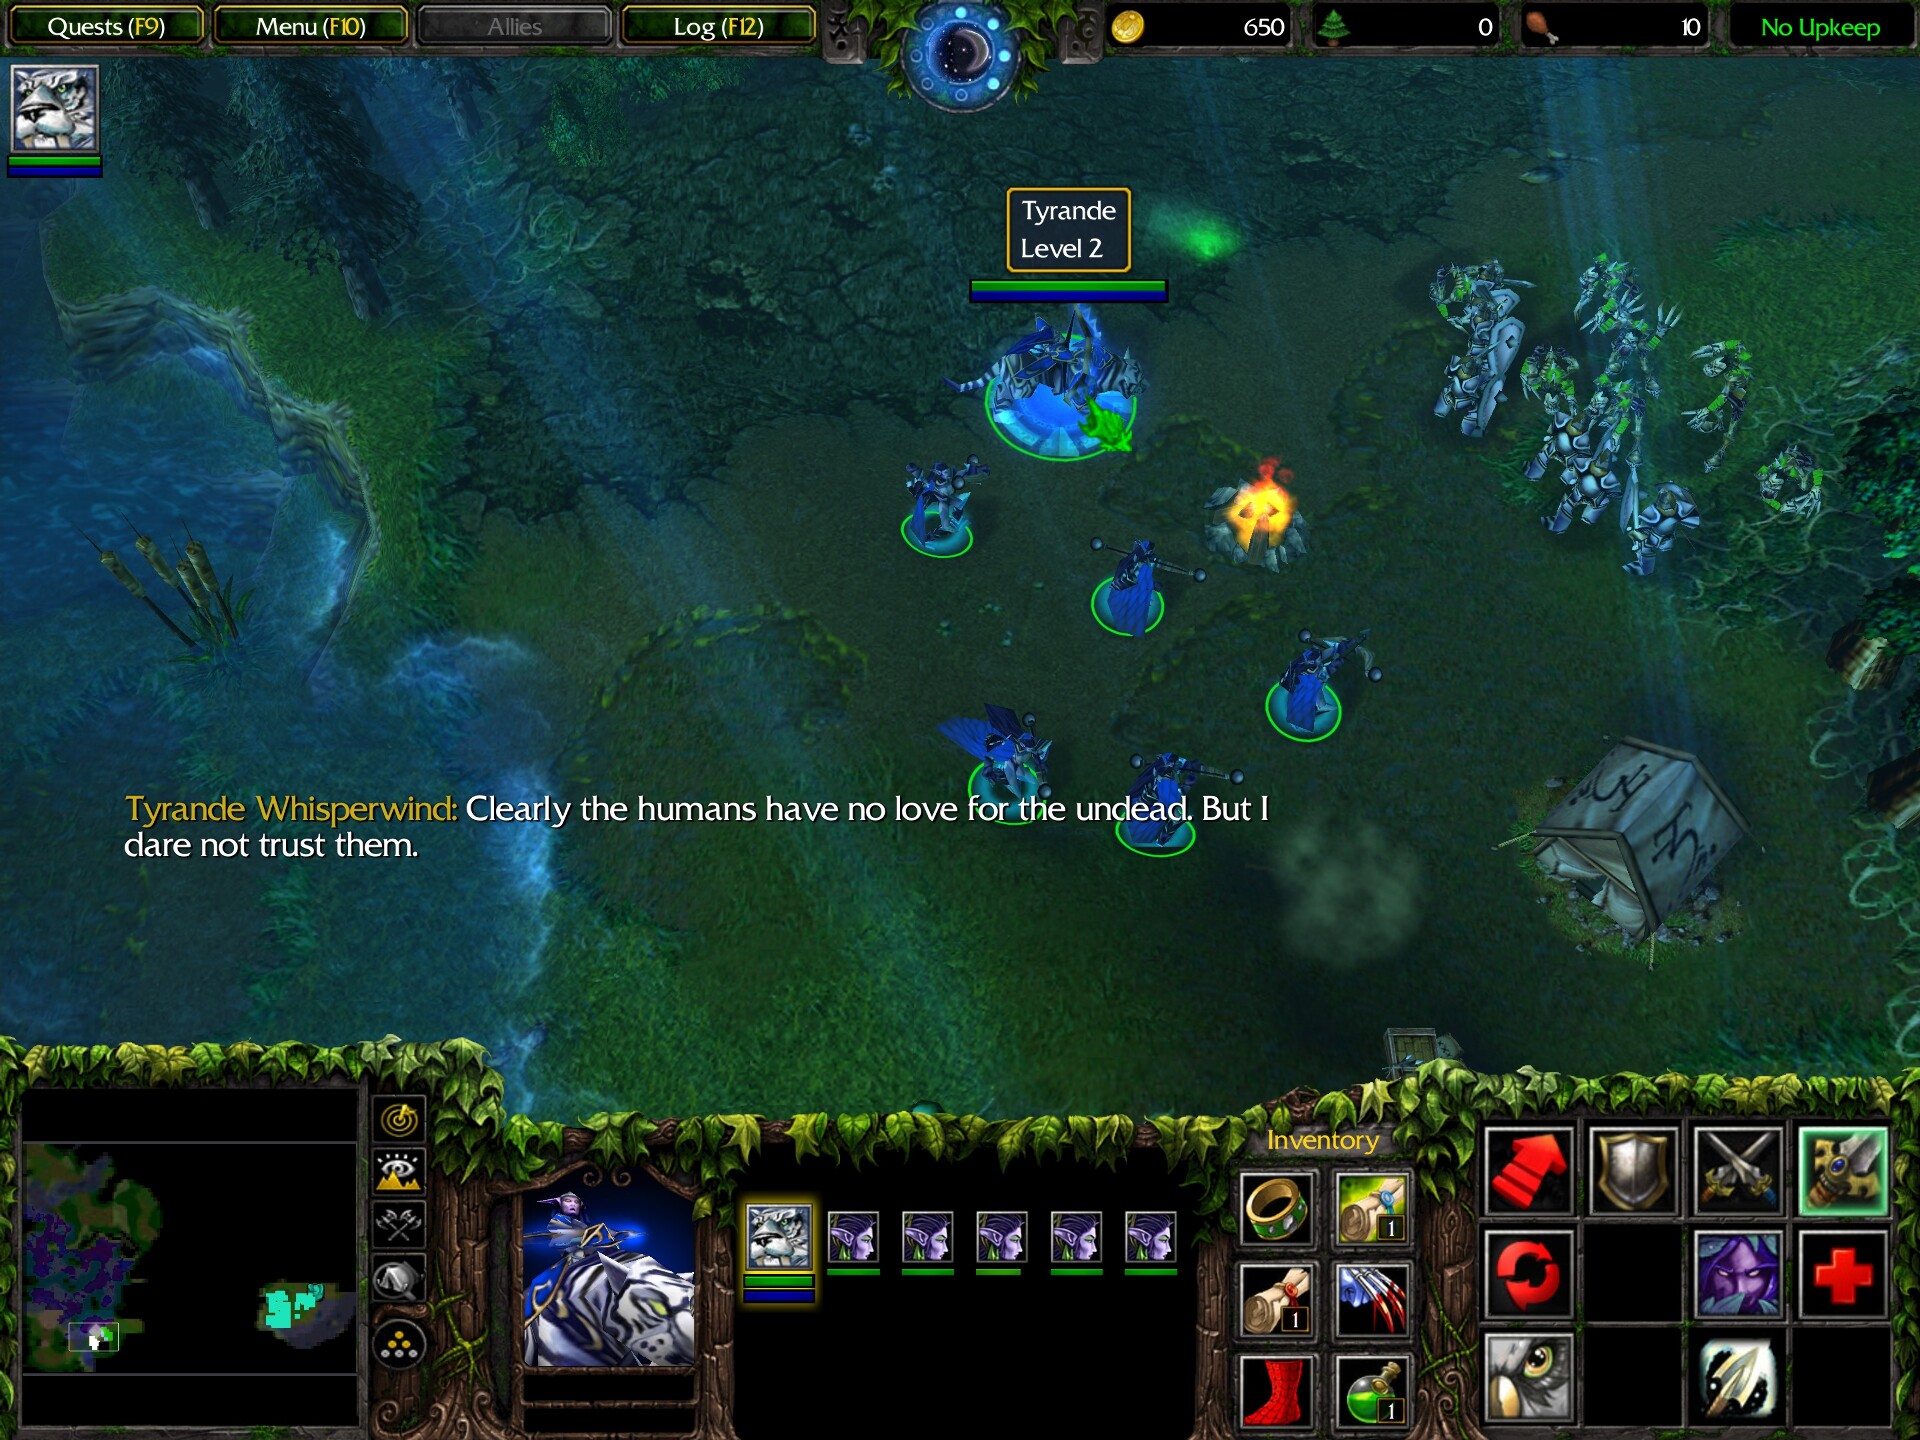 Quests (F9)
Menu (F10)
Allies
Log (F12)
650
0
10
No Upkeep
Tyrande
Level 2
Tyrande Whisperwind: Clearly the humans have no love for the undead. But I
dare not trust them.
Inventory
1
1
1